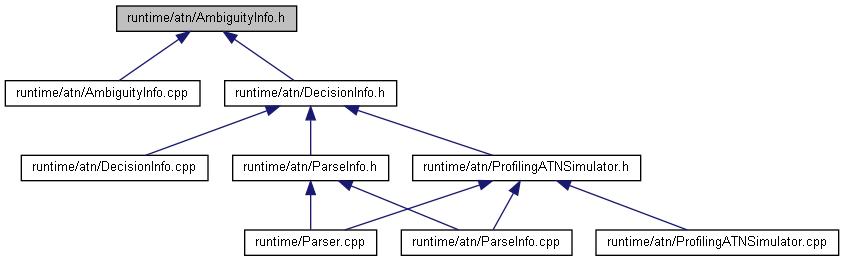 runtime/atn/AmbiguityInfo.h
runtime/atn/AmbiguityInfo.cpp
runtime/atn/DecisionInfo.h
runtime/atn/DecisionInfo.cpp
runtime/atn/ParseInfo.h
runtime/atn/ProfilingATNSimulator.h
runtime/Parser.cpp
runtime/atn/ParseInfo.cpp
runtime/atn/ProfilingATNSimulator.cpp